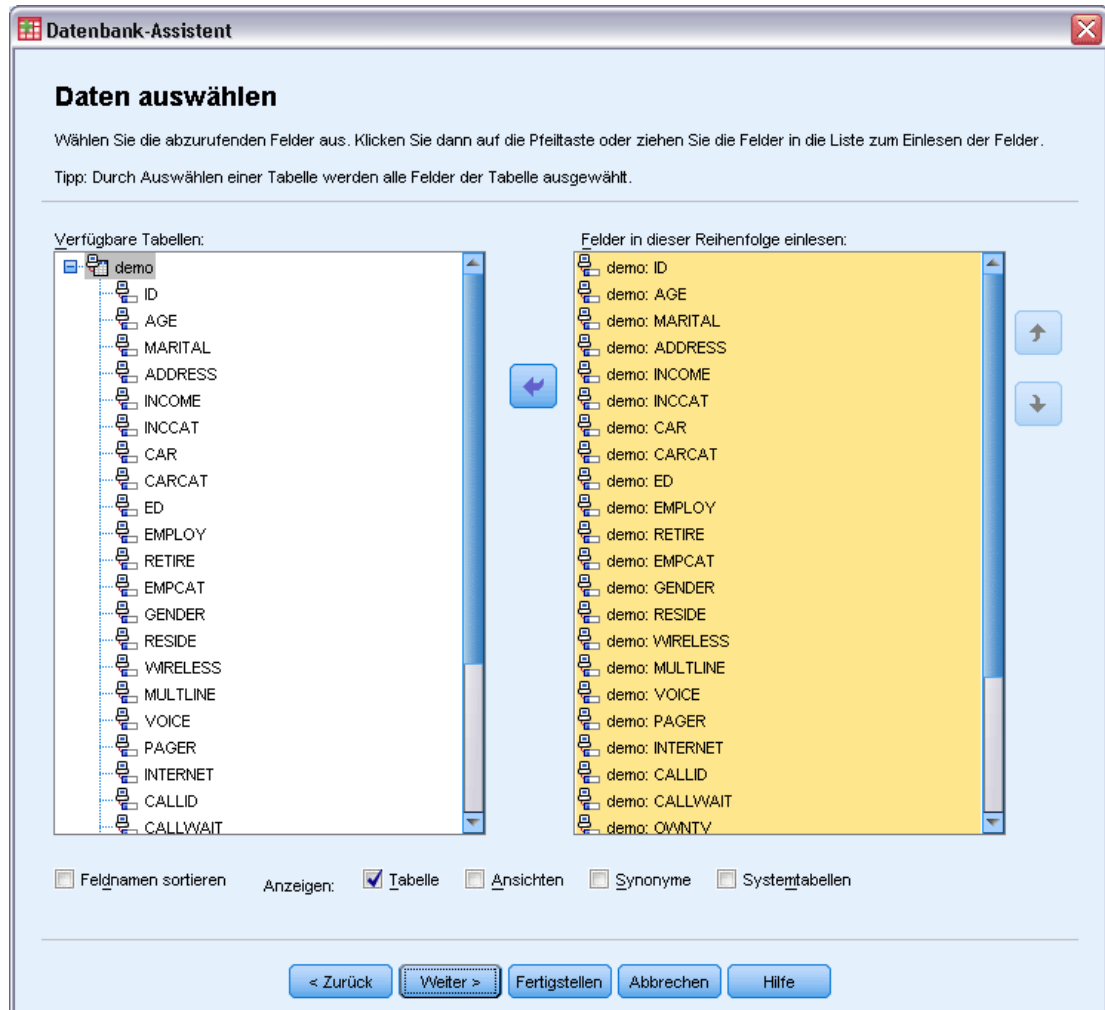 Datenbank-Assistent
Daten auswählen
Wählen Sie die abzurufenden Felder aus. Klicken Sie dann auf die Pfeiltaste oder ziehen Sie die Felder in die Liste zum Einlesen der Felder.
Tipp: Durch Auswählen einer Tabelle werden alle Felder der Tabelle ausgewählt.
Verfügbare Tabellen:
demo
ID
AGE
MARITAL
ADDRESS
INCOME
INCCAT
CAR
CARCAT
ED
EMPLOY
RETIRE
EMPCAT
GENDER
RESIDE
WIRELESS
MULTLINE
VOICE
PAGER
INTERNET
CALLID
CALLWAIT
Felder in dieser Reihenfolge einlesen:
demo: ID
demo: AGE
demo: MARITAL
demo: ADDRESS
demo: INCOME
demo: INCCAT
demo: CAR
demo: CARCAT
demo: ED
demo: EMPLOY
demo: RETIRE
demo: EMPCAT
demo: GENDER
demo: RESIDE
demo: WIRELESS
demo: MULTLINE
demo: VOICE
demo: PAGER
demo: INTERNET
demo: CALLID
demo: CALLWAIT
demo: OWNTV
Feldnamen sortieren Anzeigen: Tabelle Ansichten Synonyme Systemtabellen
< Zurück Weiter > Fertigstellen Abbrechen Hilfe